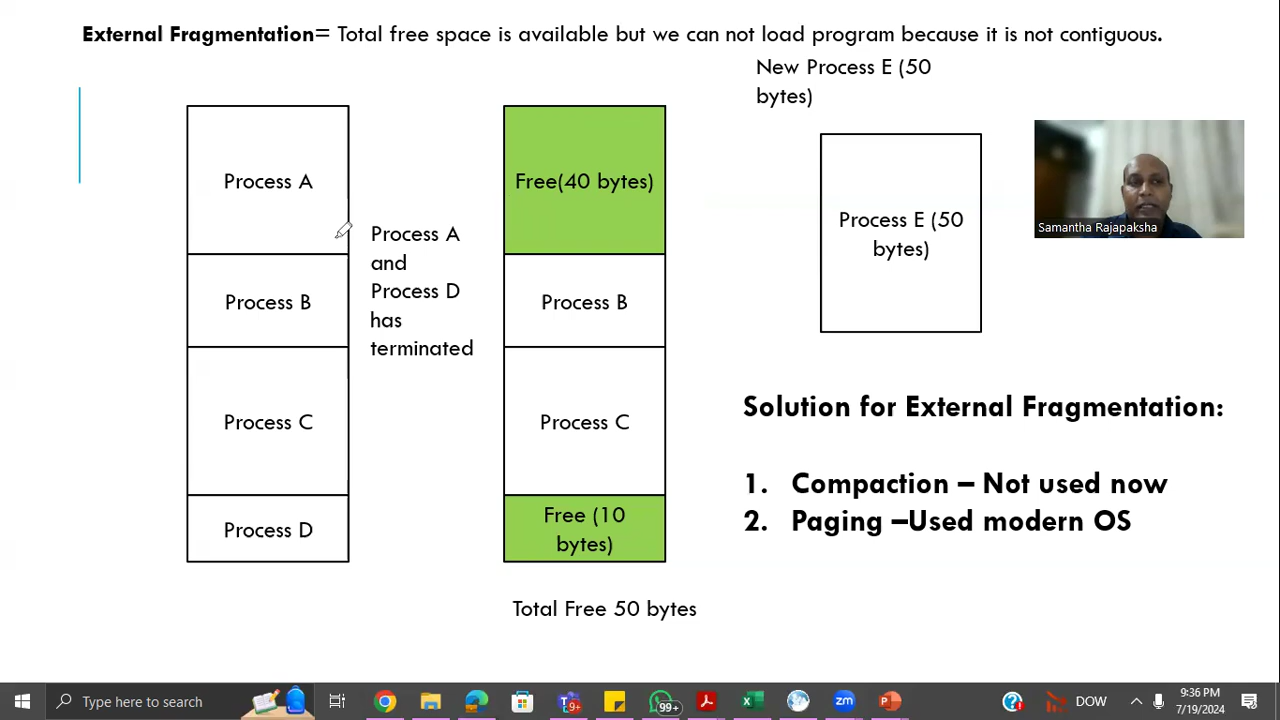 External Fragmentation= Total free space is available but we can not load program because it is not contiguous.
New Process E (50
bytes)
Process A
Process B
Process C
Process D
Process A
and
Process D
has
terminated
Free(40 bytes)
Process B
Process C
Free (10
bytes)
Total Free 50 bytes
Process E (50
bytes)
Samantha Rajapaksha
Solution for External Fragmentation:
1. Compaction – Not used now
2. Paging –Used modern OS
Type here to search
99+
zm
DOW
9:36 PM
7/19/2024